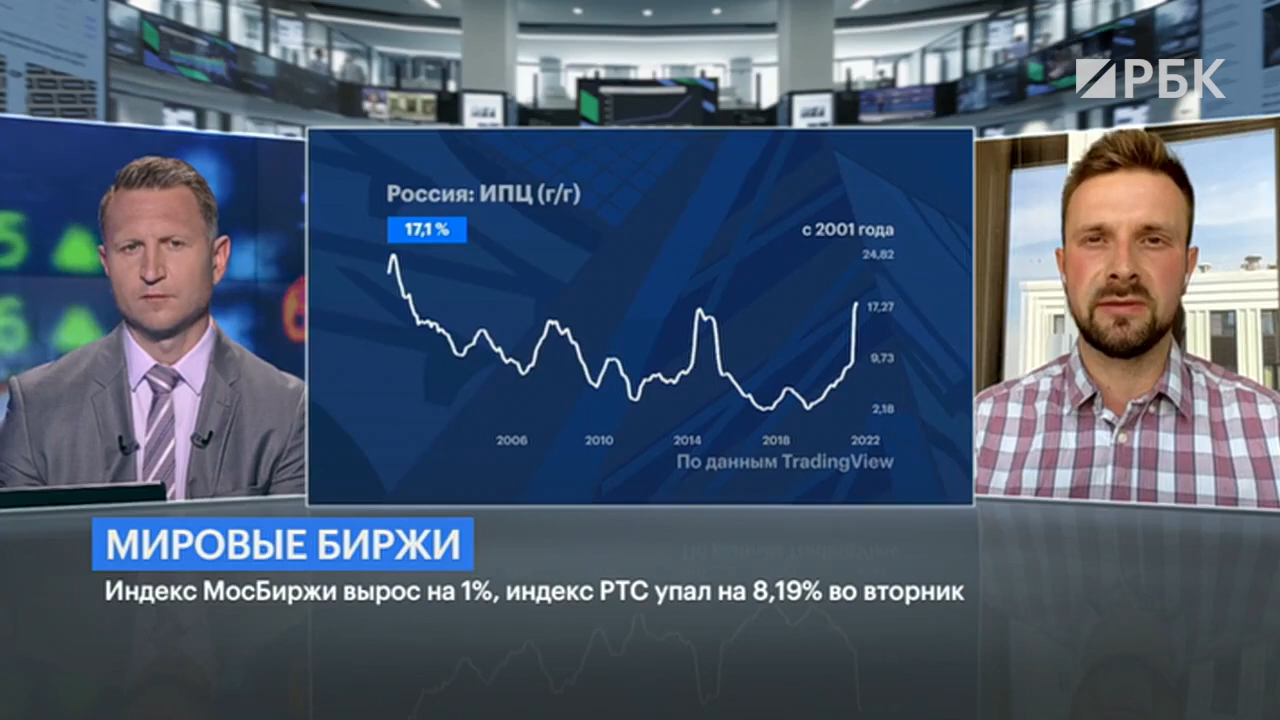 РБК
Россия: ИПЦ (г/г)
17,1 %
с 2001 года
24,82
17,27
9,73
2,18
2006 2010 2014 2018 2022
По данным TradingView
МИРОВЫЕ БИРЖИ
Индекс МосБиржи вырос на 1%, индекс РТС упал на 8,19% во вторник